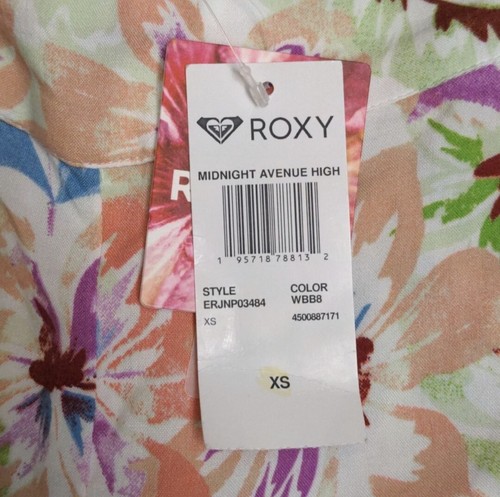 ROXY
R
MIDNIGHT AVENUE HIGH
1 95718 78813 2
STYLE COLOR
ERJNP03484 WBB8
XS 4500887171
XS